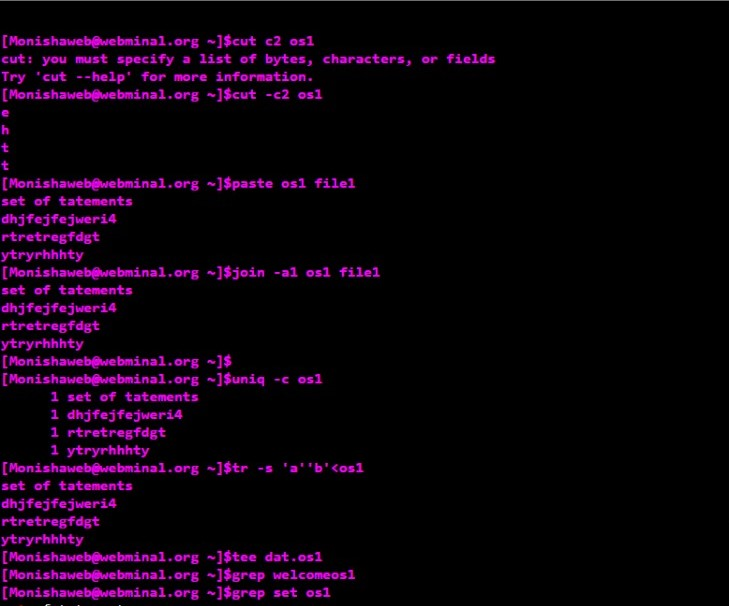 [Monishaweb@webminal.org ~]$cut c2 os1
cut: you must specify a list of bytes, characters, or fields
Try 'cut --help' for more information.
[Monishaweb@webminal.org ~]$cut -c2 os1
e
h
t
t
[Monishaweb@webminal.org ~]$paste os1 file1
set of tatements
dhjfejfejweri4
rtretregfdgt
ytryrhhhty
[Monishaweb@webminal.org ~]$join -a1 os1 file1
set of tatements
dhjfejfejweri4
rtretregfdgt
ytryrhhhty
[Monishaweb@webminal.org ~]$
[Monishaweb@webminal.org ~]$uniq -c os1
1 set of tatements
1 dhjfejfejweri4
1 rtretregfdgt
1 ytryrhhhty
[Monishaweb@webminal.org ~]$tr -s 'a''b'<os1
set of tatements
dhjfejfejweri4
rtretregfdgt
ytryrhhhty
[Monishaweb@webminal.org ~]$tee dat.os1
[Monishaweb@webminal.org ~]$grep welcomeos1
[Monishaweb@webminal.org ~]$grep set os1